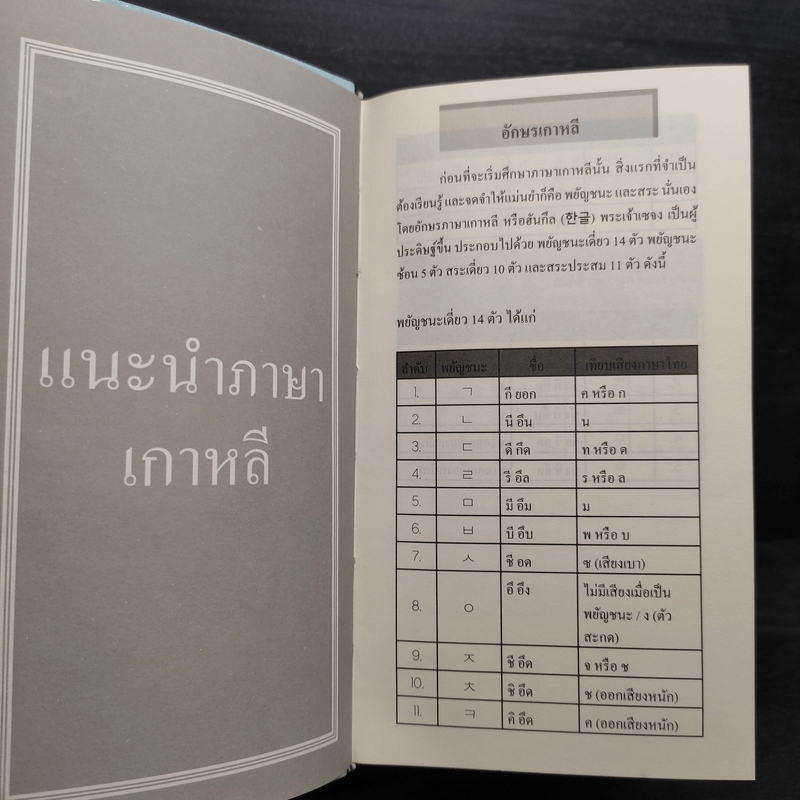 แนะนำภาษา
เกาหลี
อักษรเกาหลี
ก่อนที่จะเริ่มศึกษาภาษาเกาหลีนั้น สิ่งแรกที่จำเป็น
ต้องเรียนรู้ และจดจำให้แม่นยำก็คือ พยัญชนะ และสระ นั่นเอง
โดยอักษรภาษาเกาหลี หรือฮันกึล (한글) พระเจ้าเซจง เป็นผู้
ประดิษฐ์ขึ้น ประกอบไปด้วย พยัญชนะเดี่ยว 14 ตัว พยัญชนะ
ซ้อน 5 ตัว สระเดี่ยว 10 ตัว และสระประสม 11 ตัว ดังนี้
พยัญชนะเดี่ยว 14 ตัว ได้แก่
ลำดับ พยัญชนะ ชื่อ เทียบเสียงภาษาไทย
1. ㄱ กี ยอก ค หรือ ก
2. ㄴ นี อึน น
3. ㄷ ดี กึด ท หรือ ด
4. ㄹ รี อึล ร หรือ ล
5. ㅁ มี อึม ม
6. ㅂ บี อึบ พ หรือ บ
7. ㅅ ชี อด ซ (เสียงเบา)
8. ㅇ อี อึง ไม่มีเสียงเมื่อเป็น
พยัญชนะ / ง (ตัว
สะกด)
9. ㅈ ชี อึด จ หรือ ช
10. ㅊ ชิ อึด ช (ออกเสียงหนัก)
11. ㅋ คิ อึด ค (ออกเสียงหนัก)